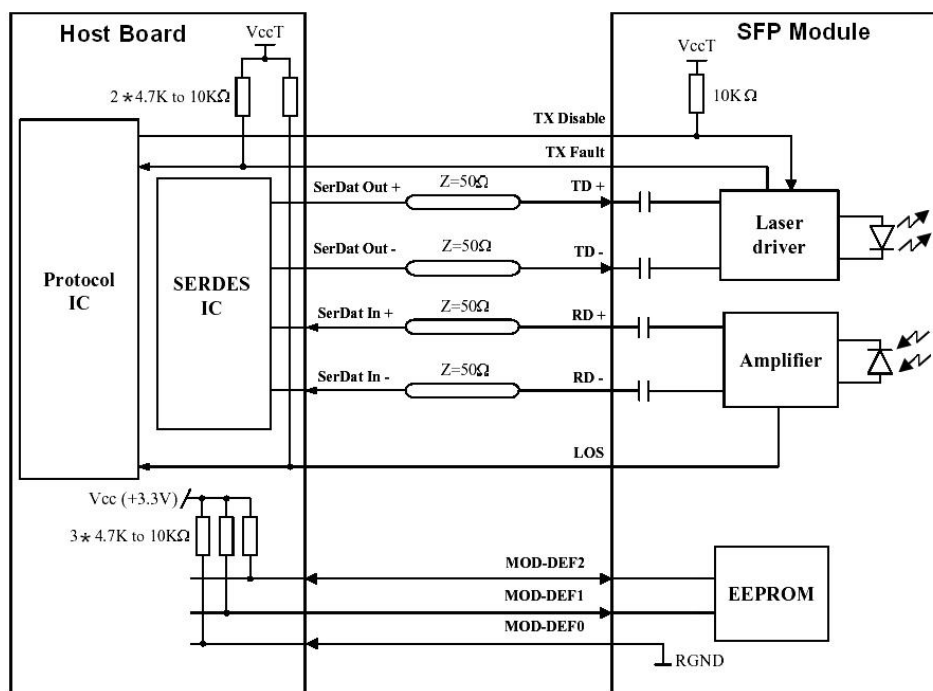 Host Board
SFP Module
VccT
VccT
2*4.7K to 10KΩ
10KΩ
TX Disable
TX Fault
SerDat Out +
Z=50Ω
TD +
SerDat Out -
Z=50Ω
TD -
Laser
driver
Protocol
IC
SERDES
IC
SerDat In +
Z=50Ω
RD +
SerDat In -
Z=50Ω
RD -
Amplifier
LOS
Vcc (+3.3V)
3*4.7K to 10KΩ
MOD-DEF2
MOD-DEF1
MOD-DEF0
EEPROM
RGND